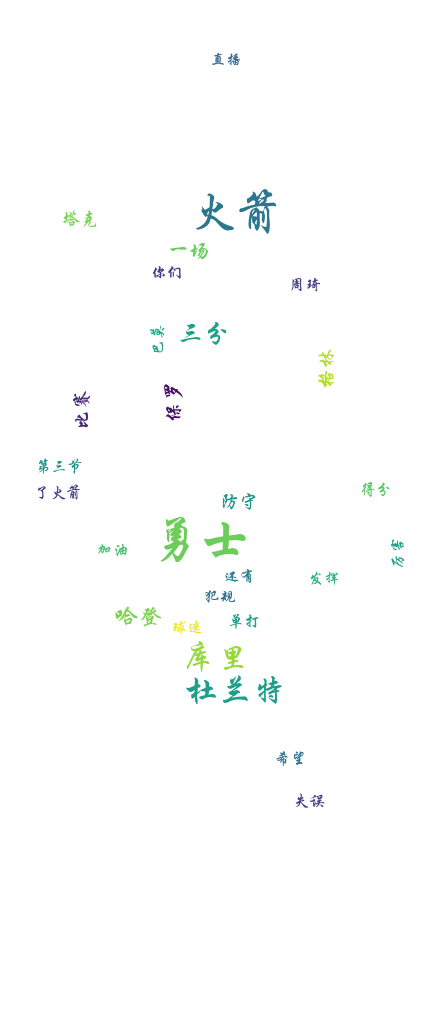 直播
火箭
塔克
一场
你们
周琦
三分
巴莫
格林
比赛
保罗
第三节
了火箭
得分
防守
勇士
加油
厉害
还有
发挥
犯规
哈登
单打
球迷
库里
杜兰特
希望
失误